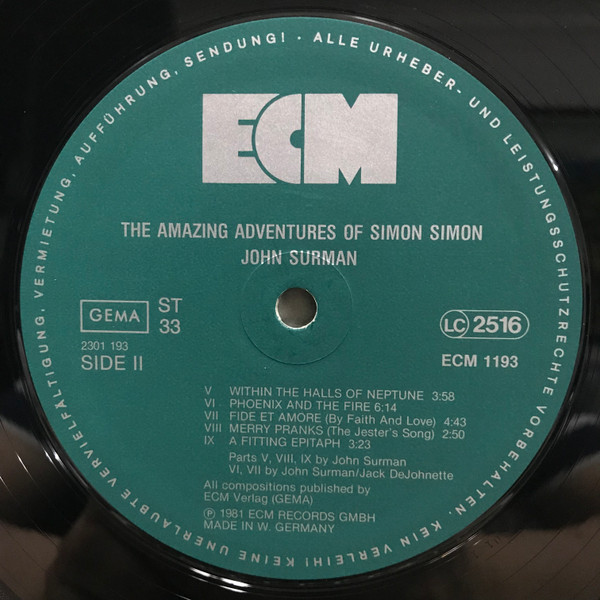 ALLE URHEBER- UND LEISTUNGSSCHUTZRECHTE VORBEHALTEN. KEIN VERLEIH! KEINE UNERLAUBTE VERVIELFÄLTIGUNG, VERMIETUNG, AUFFÜHRUNG, SENDUNG! ·
ECM
THE AMAZING ADVENTURES OF SIMON SIMON
JOHN SURMAN
GEMA
ST
33
LC 2516
2301 193
SIDE II
ECM 1193
V WITHIN THE HALLS OF NEPTUNE 3:58
VI PHOENIX AND THE FIRE 6:14
VII FIDE ET AMORE (By Faith And Love) 4:43
VIII MERRY PRANKS (The Jester's Song) 2:50
IX A FITTING EPITAPH 3:23
Parts V, VIII, IX by John Surman
VI, VII by John Surman/Jack DeJohnette
All compositions published by
ECM Verlag (GEMA)
Ⓟ 1981 ECM RECORDS GMBH
MADE IN W. GERMANY